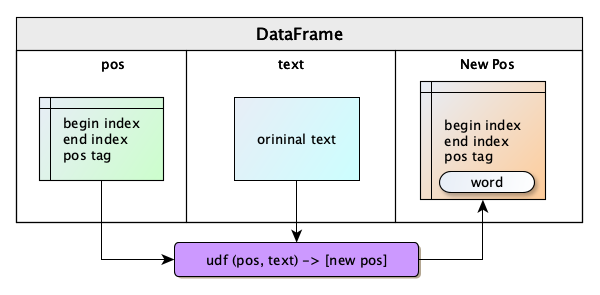 DataFrame
pos
text
New Pos
begin index
end index
pos tag
orininal text
begin index
end index
pos tag
word
udf (pos, text) -> [new pos]